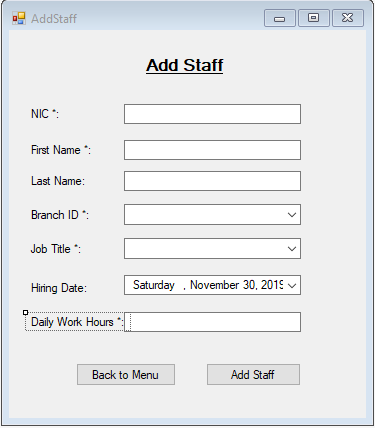 AddStaff
Add Staff
NIC *:
First Name *:
Last Name:
Branch ID *:
Job Title *:
Hiring Date: Saturday , November 30, 2019
Daily Work Hours *:
Back to Menu Add Staff